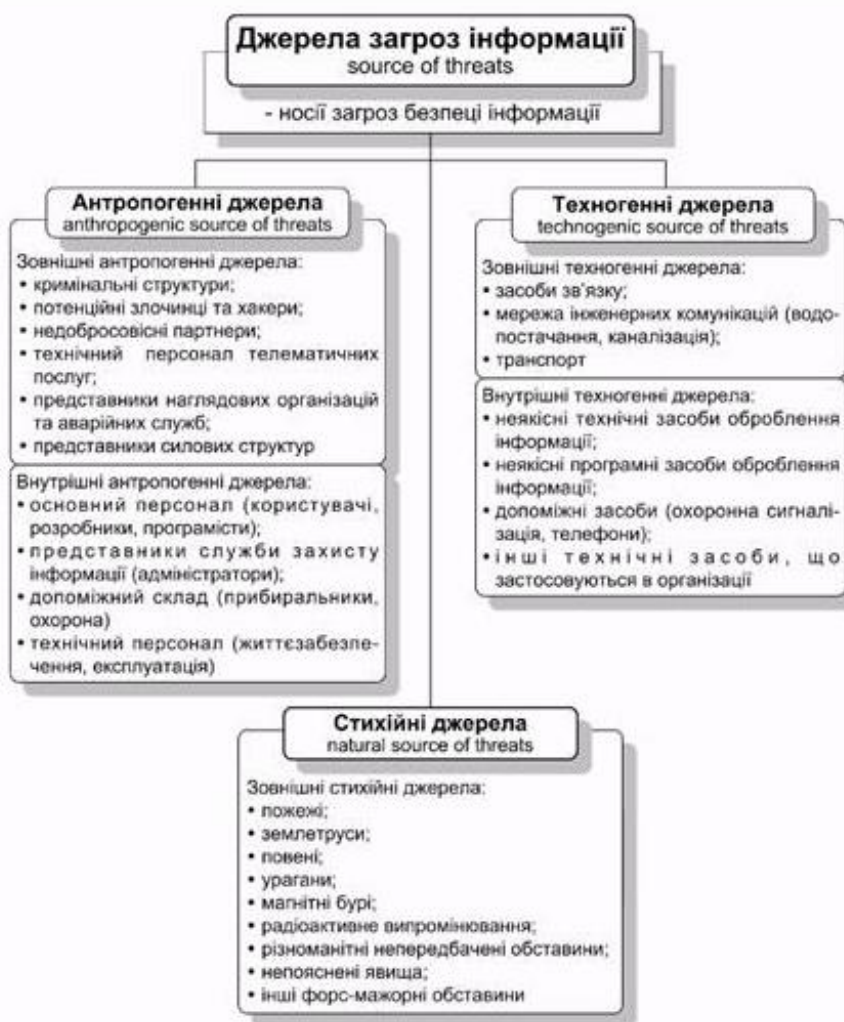 Джерела загроз інформації
source of threats
- носії загроз безпеці інформації
Антропогенні джерела
anthropogenic source of threats
Зовнішні антропогенні джерела:
• кримінальні структури;
• потенційні злочинці та хакери;
• недобросовісні партнери;
• технічний персонал телематичних
послуг;
• представники наглядових організацій
та аварійних служб;
• представники силових структур
Внутрішні антропогенні джерела:
• основний персонал (користувачі,
розробники, програмісти);
• представники служби захисту
інформації (адміністратори);
• допоміжний склад (прибиральники,
охорона)
• технічний персонал (життєзабезпе-
чення, експлуатація)
Техногенні джерела
technogenic source of threats
Зовнішні техногенні джерела:
• засоби зв'язку;
• мережа інженерних комунікацій (водо-
постачання, каналізація);
• транспорт
Внутрішні техногенні джерела:
• неякісні технічні засоби оброблення
інформації;
• неякісні програмні засоби оброблення
інформації;
• допоміжні засоби (охоронна сигналі-
зація, телефони);
• інші технічні засоби, що
застосовуються в організації
Стихійні джерела
natural source of threats
Зовнішні стихійні джерела:
• пожежі;
• землетруси;
• повені;
• урагани;
• магнітні бурі;
• радіоактивне випромінювання;
• різноманітні непередбачені обставини;
• непояснені явища;
• інші форс-мажорні обставини